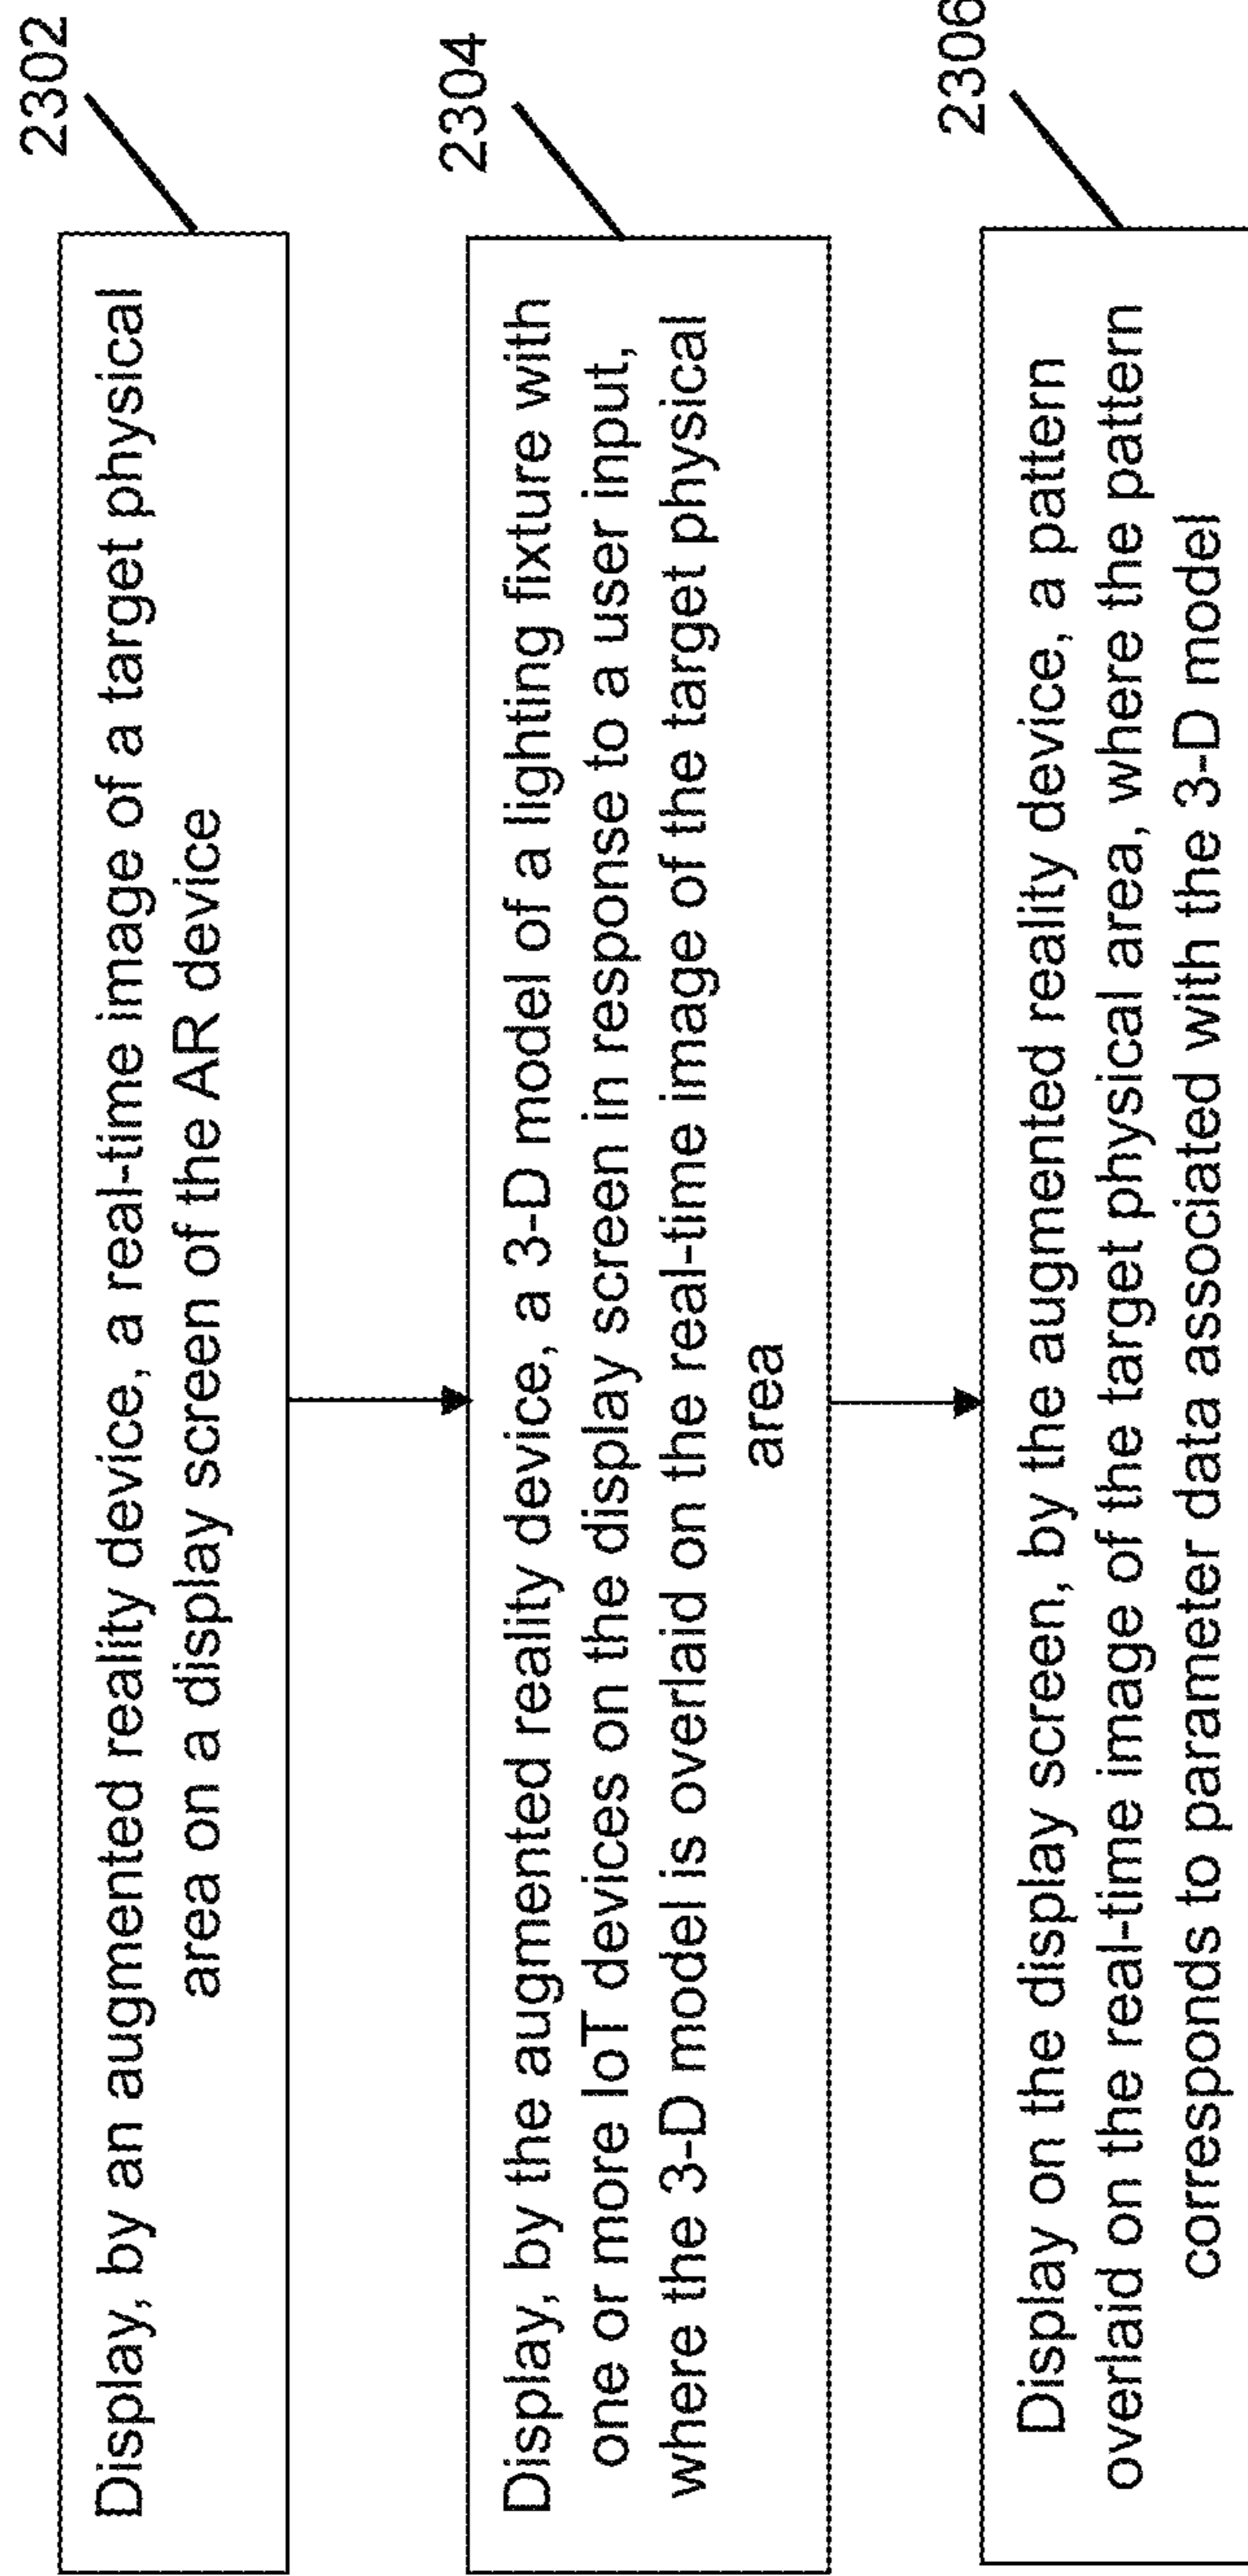 2302
Display, by an augmented reality device, a real-time image of a target physical
area on a display screen of the AR device
2304
Display, by the augmented reality device, a 3-D model of a lighting fixture with
one or more IoT devices on the display screen in response to a user input,
where the 3-D model is overlaid on the real-time image of the target physical
area
2306
Display on the display screen, by the augmented reality device, a pattern
overlaid on the real-time image of the target physical area, where the pattern
corresponds to parameter data associated with the 3-D model